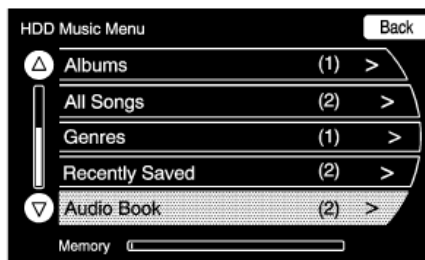 HDD Music Menu Back
Albums (1) >
All Songs (2) >
Genres (1) >
Recently Saved (2) >
Audio Book (2) >
Memory